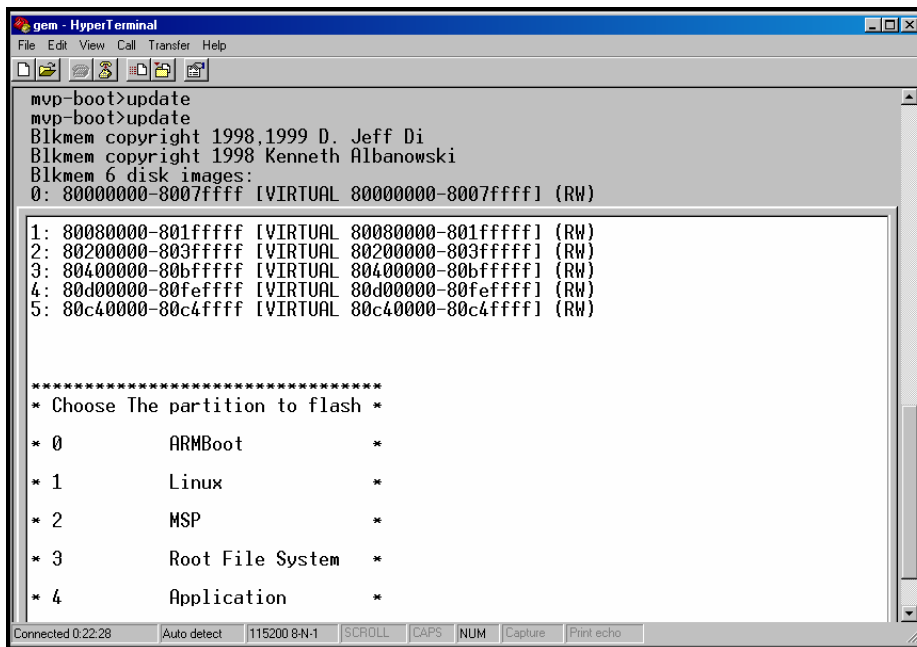 gem - HyperTerminal
File Edit View Call Transfer Help
mvp-boot>update
mvp-boot>update
Blkmem copyright 1998,1999 D. Jeff Di
Blkmem copyright 1998 Kenneth Albanowski
Blkmem 6 disk images:
0: 80000000-8007ffff [VIRTUAL 80000000-8007ffff] (RW)
1: 80080000-801fffff [VIRTUAL 80080000-801fffff] (RW)
2: 80200000-803fffff [VIRTUAL 80200000-803fffff] (RW)
3: 80400000-80bfffff [VIRTUAL 80400000-80bfffff] (RW)
4: 80d00000-80feffff [VIRTUAL 80d00000-80feffff] (RW)
5: 80c40000-80c4ffff [VIRTUAL 80c40000-80c4ffff] (RW)
*********************************
* Choose The partition to flash *
* 0 ARMBoot *
* 1 Linux *
* 2 MSP *
* 3 Root File System *
* 4 Application *
Connected 0:22:28 Auto detect 115200 8-N-1 SCROLL CAPS NUM Capture Print echo